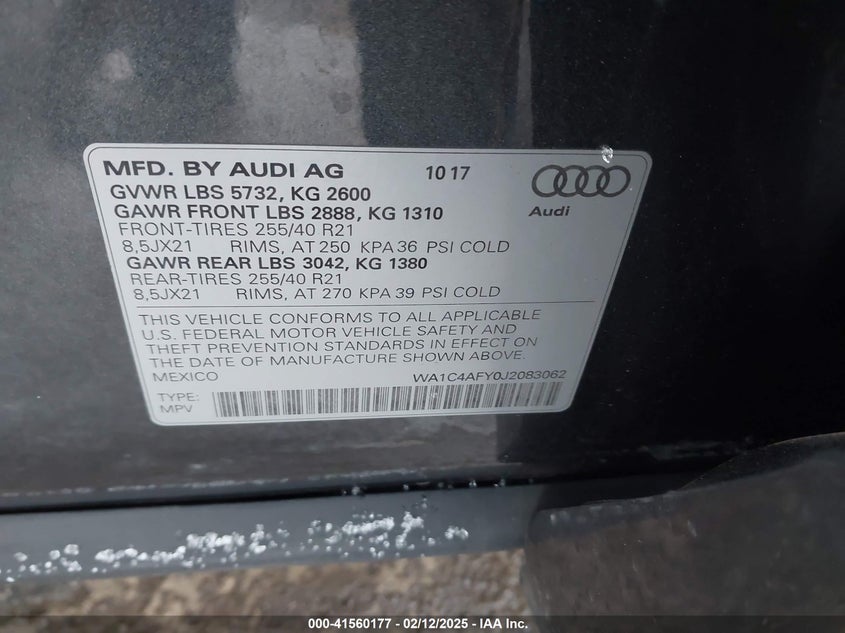 MFD. BY AUDI AG 10 17
GVWR LBS 5732, KG 2600
GAWR FRONT LBS 2888, KG 1310
FRONT-TIRES 255/40 R21
8,5JX21 RIMS, AT 250 KPA 36 PSI COLD
GAWR REAR LBS 3042, KG 1380
REAR-TIRES 255/40 R21
8,5JX21 RIMS, AT 270 KPA 39 PSI COLD
Audi
THIS VEHICLE CONFORMS TO ALL APPLICABLE
U.S. FEDERAL MOTOR VEHICLE SAFETY AND
THEFT PREVENTION STANDARDS IN EFFECT ON
THE DATE OF MANUFACTURE SHOWN ABOVE.
MEXICO WA1C4AFY0J2083062
TYPE:
MPV
000-41560177 - 02/12/2025 - IAA Inc.